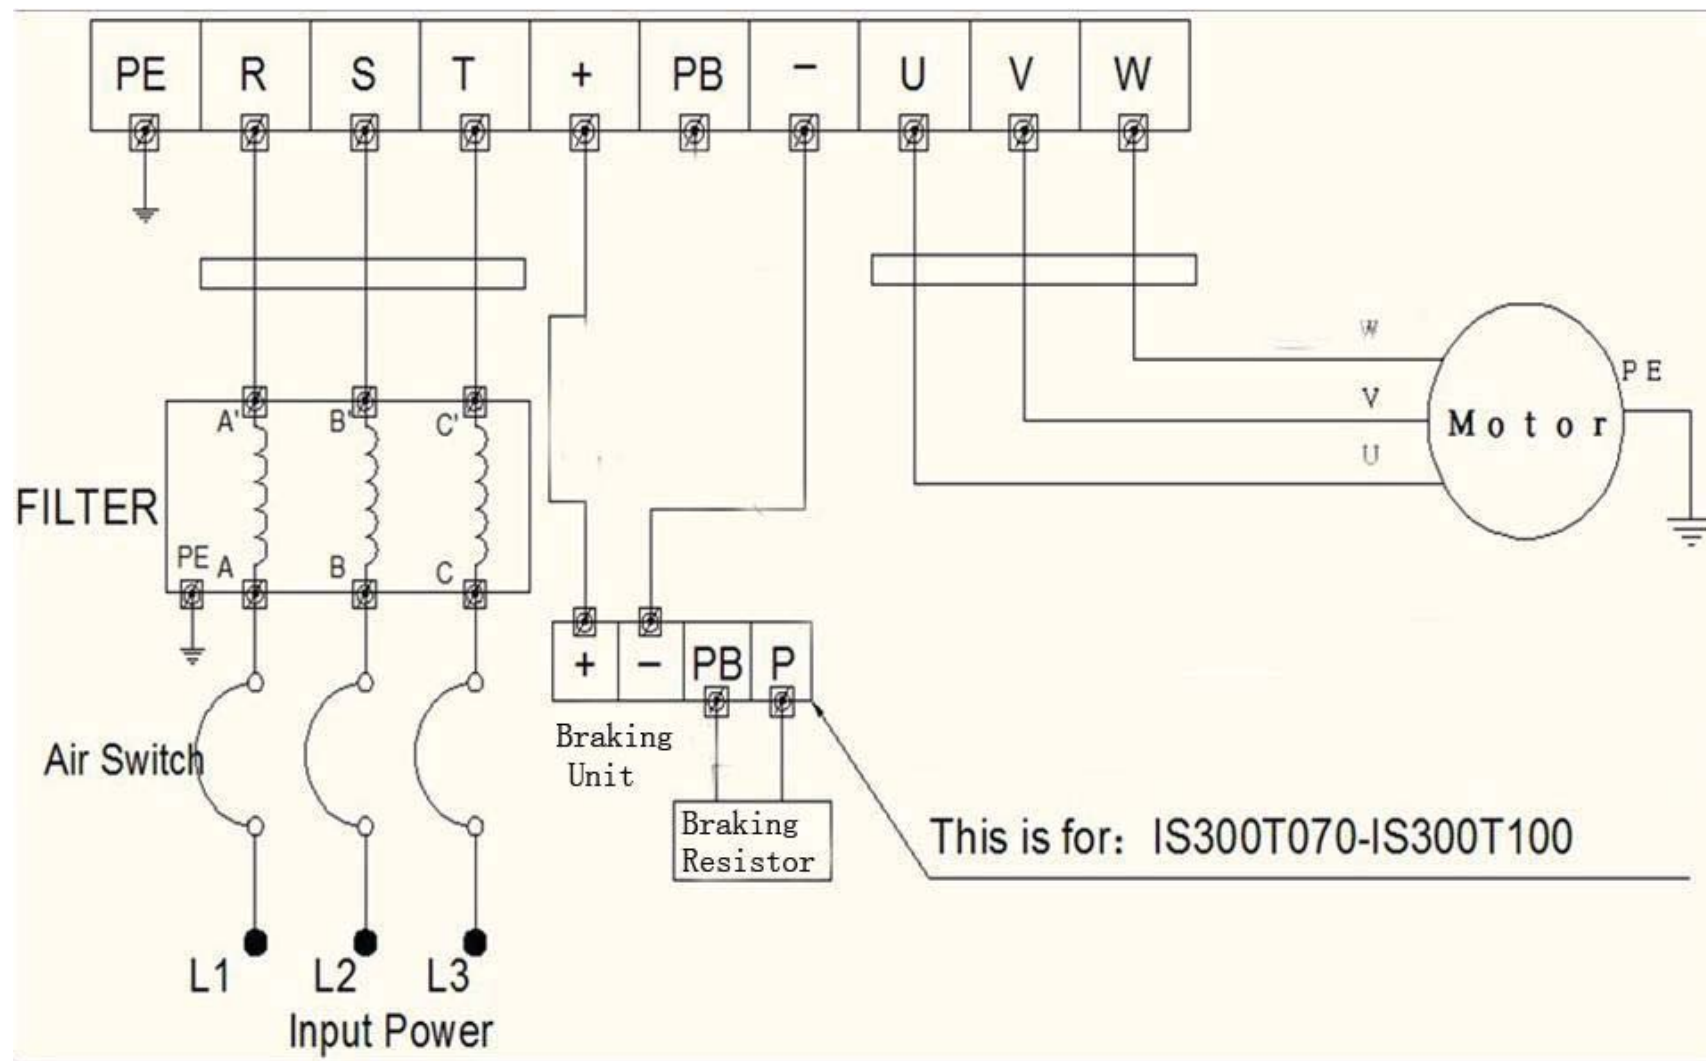 PE R S T + PB − U V W
W
PE
V
Motor
U
A' B' C'
FILTER
PE A B C
+ − PB P
Braking
Unit
Air Switch
Braking
Resistor
This is for: IS300T070-IS300T100
L1 L2 L3
Input Power